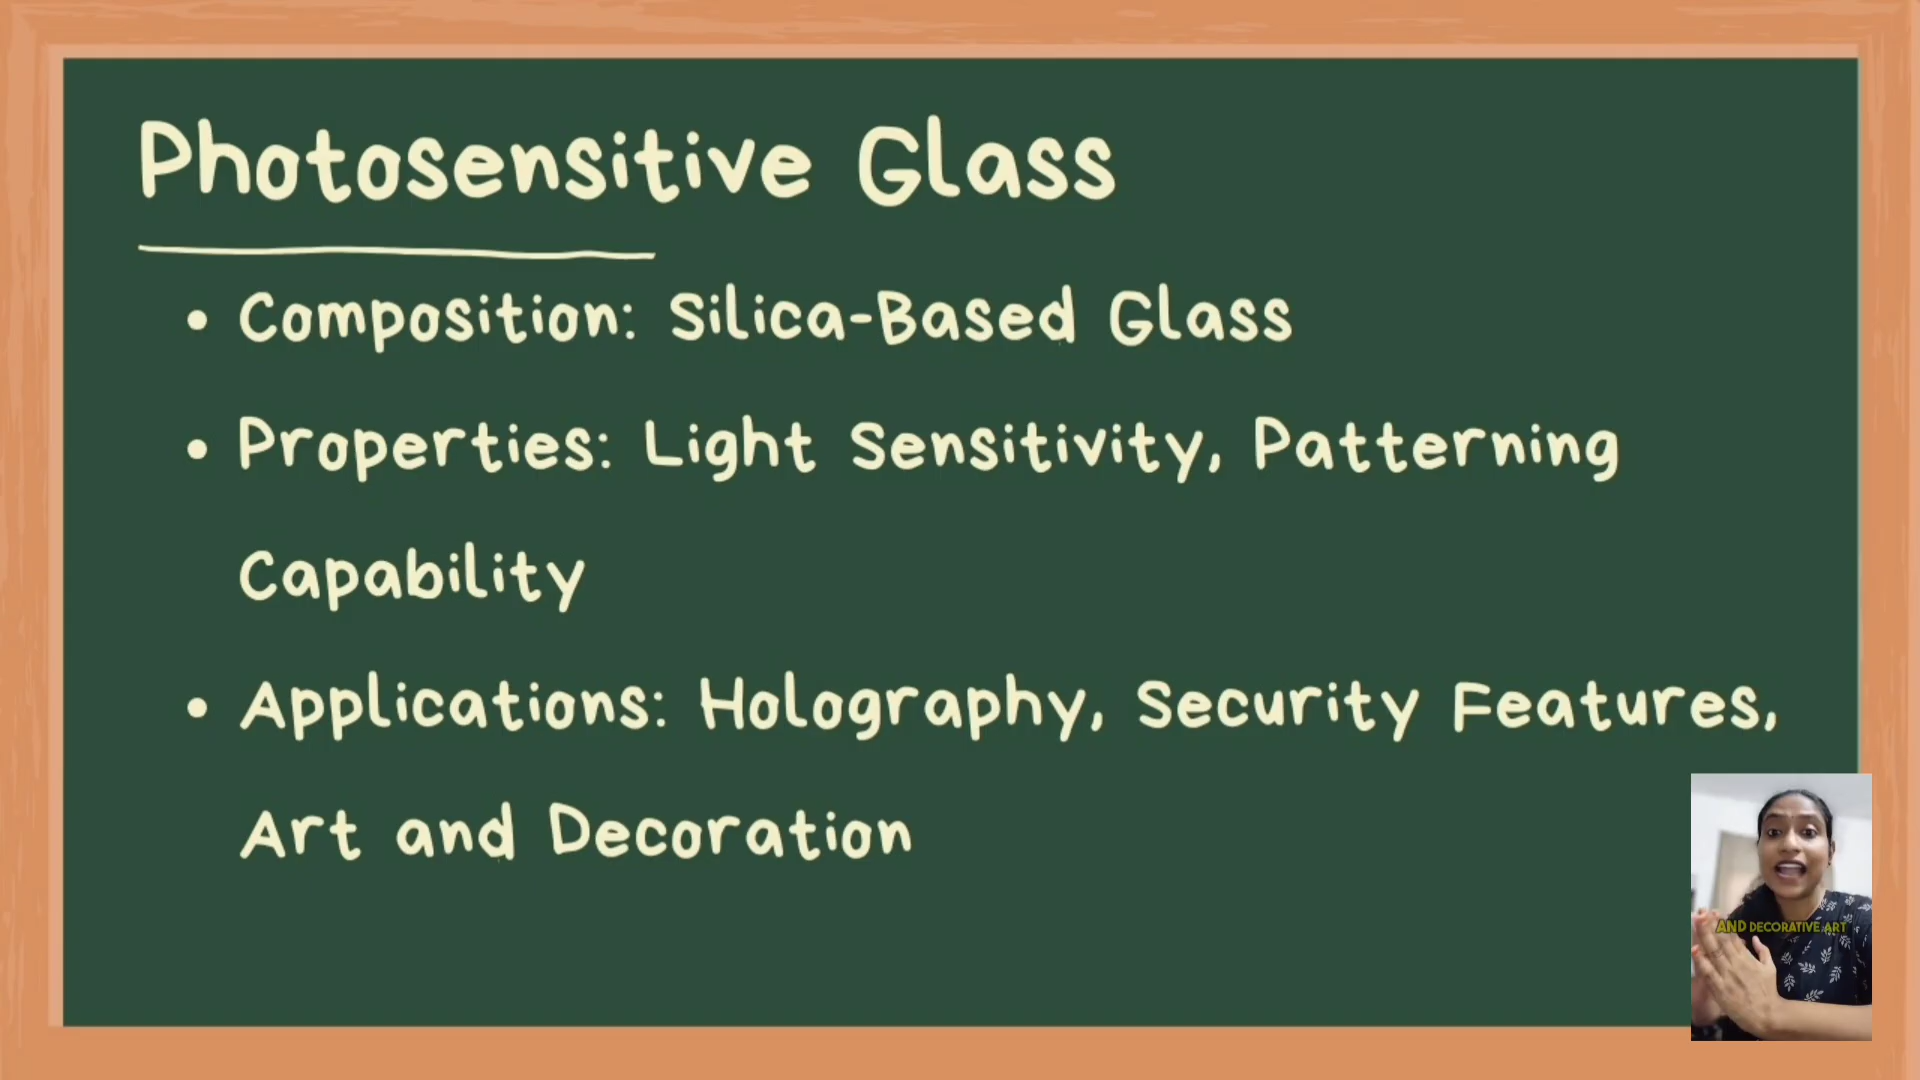 Photosensitive Glass
• Composition: Silica-Based Glass
• Properties: Light Sensitivity, Patterning
Capability
• Applications: Holography, Security Features,
Art and Decoration
AND DECORATIVE ART